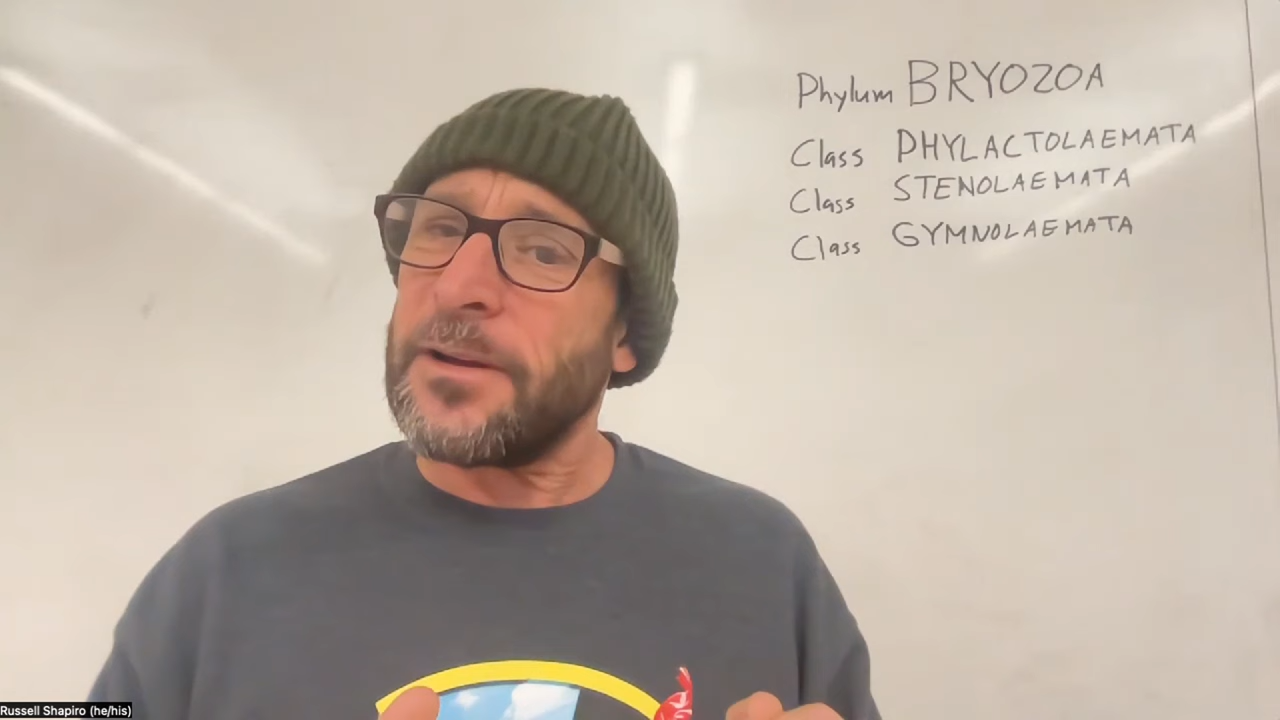 Phylum BRYOZOA
Class PHYLACTOLAEMATA
Class STENOLAEMATA
Class GYMNOLAEMATA
Russell Shapiro (he/his)